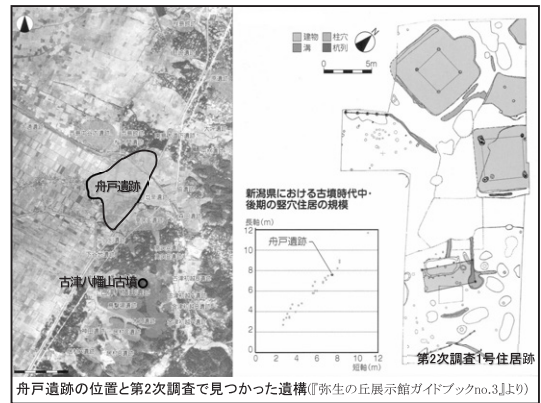 舟戸遺跡
古津八幡山古墳
建物 柱穴
溝 杭列
0 5m
新潟県における古墳時代中・
後期の竪穴住居の規模
長軸(m)
12
10
8
6
4
2
0 2 4 6 8 10 12
短軸(m)
舟戸遺跡
第2次調査1号住居跡
舟戸遺跡の位置と第2次調査で見つかった遺構(『弥生の丘展示館ガイドブックno.3』より)